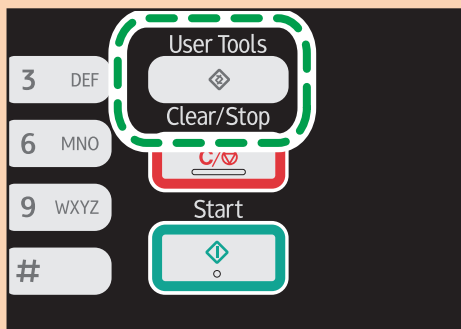 User Tools
3 DEF
Clear/Stop
6 MNO
C/
9 WXYZ
Start
#